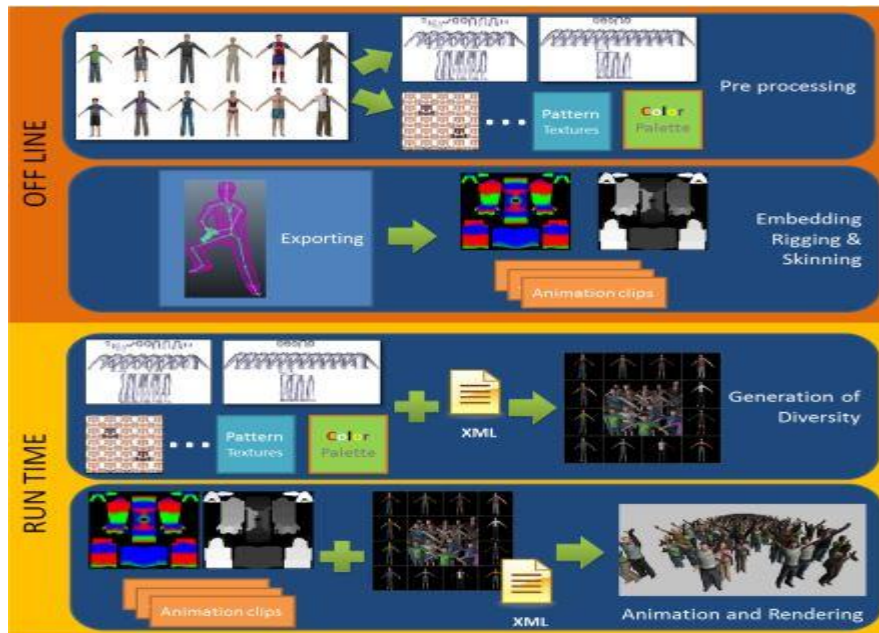 OFF LINE
Pre processing
Pattern
Textures
Color
Palette
Exporting
Embedding
Rigging &
Skinning
Animation clips
RUN TIME
Pattern
Textures
Color
Palette
XML
Generation of
Diversity
Animation clips
XML
Animation and Rendering